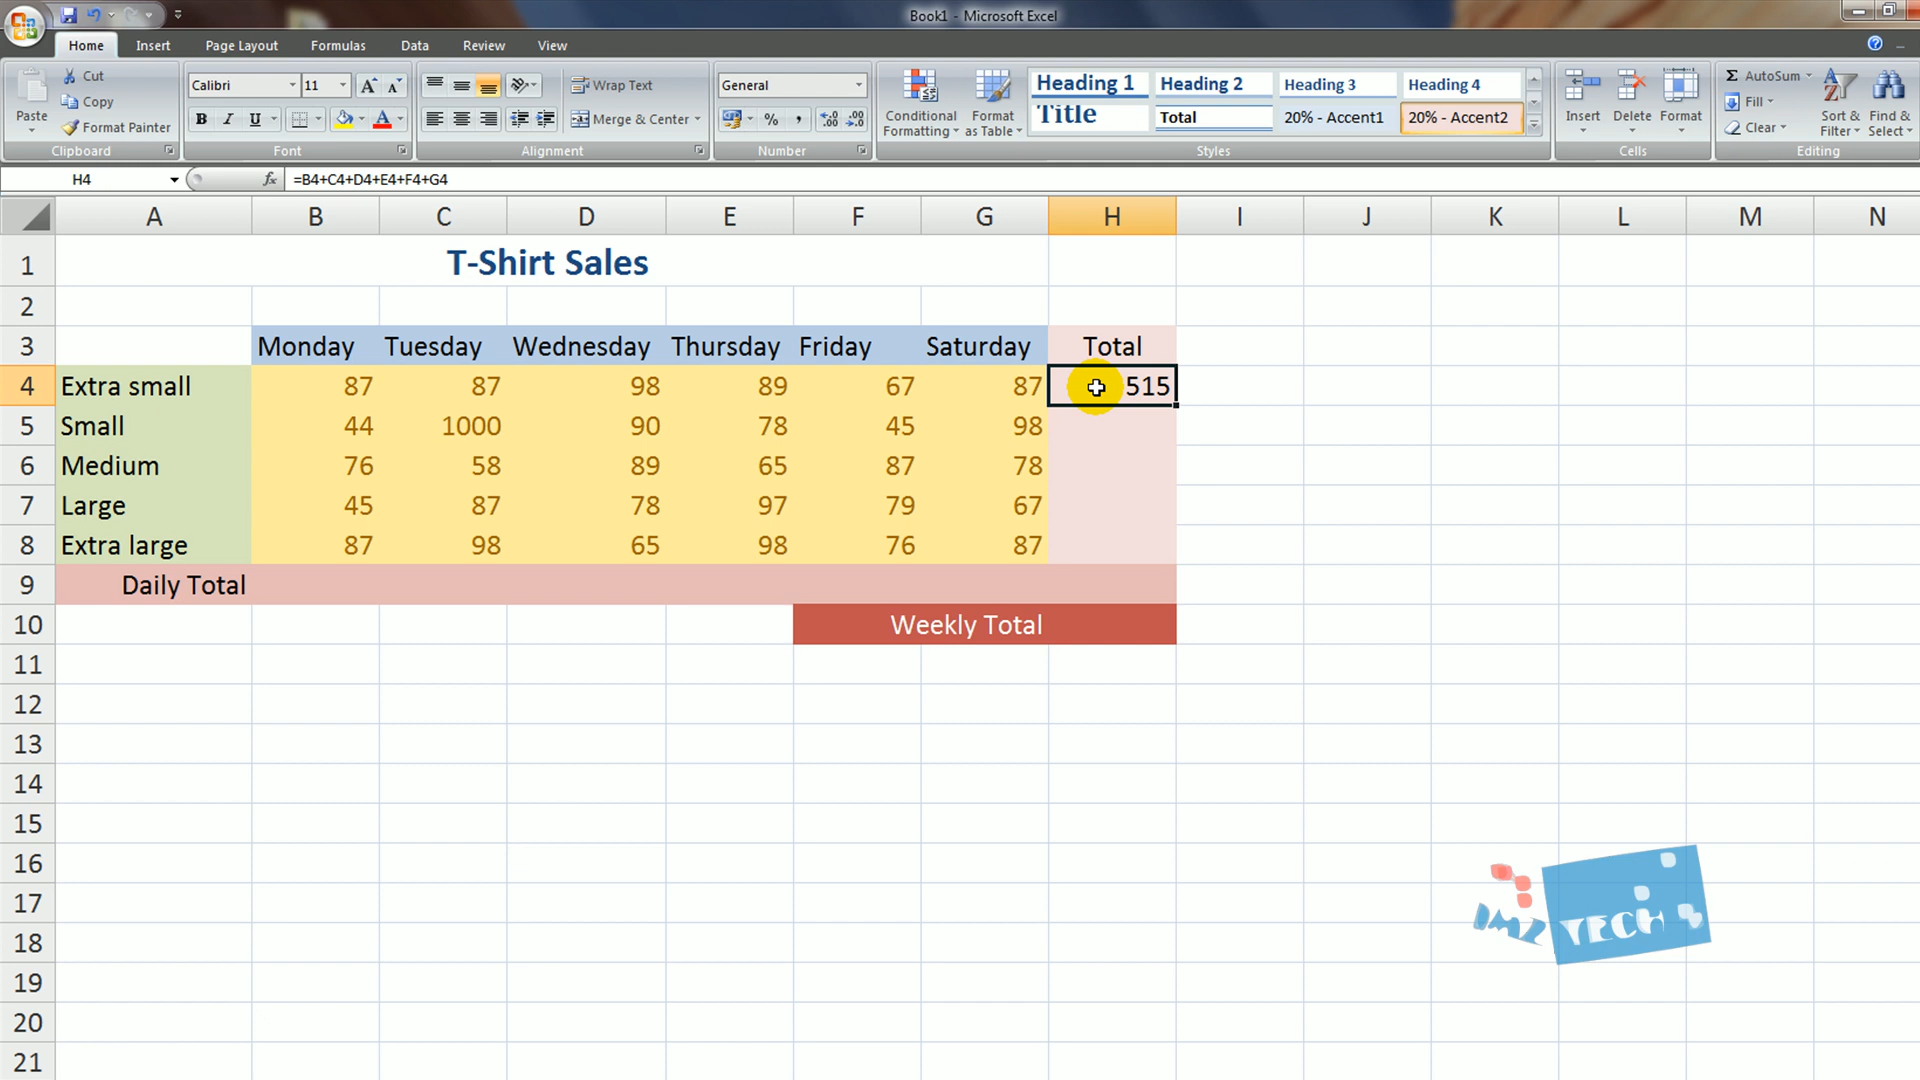 Book1 - Microsoft Excel
Home Insert Page Layout Formulas Data Review View
Paste Cut Copy Format Painter Clipboard
Calibri 11 A A B I U A Font
Wrap Text Merge & Center Alignment
General % , Number
Conditional Formatting Format as Table
Heading 1 Heading 2 Heading 3 Heading 4
Title Total 20% - Accent1 20% - Accent2
Styles
Insert Delete Format Cells
Σ AutoSum Fill Clear Sort & Filter Find & Select Editing
H4 fx =B4+C4+D4+E4+F4+G4
A B C D E F G H I J K L M N
1 T-Shirt Sales
2
3 Monday Tuesday Wednesday Thursday Friday Saturday Total
4 Extra small 87 87 98 89 67 87 515
5 Small 44 1000 90 78 45 98
6 Medium 76 58 89 65 87 78
7 Large 45 87 78 97 79 67
8 Extra large 87 98 65 98 76 87
9 Daily Total
10 Weekly Total
11
12
13
14
15
16
17
18
19
20
21
DMZ TECH